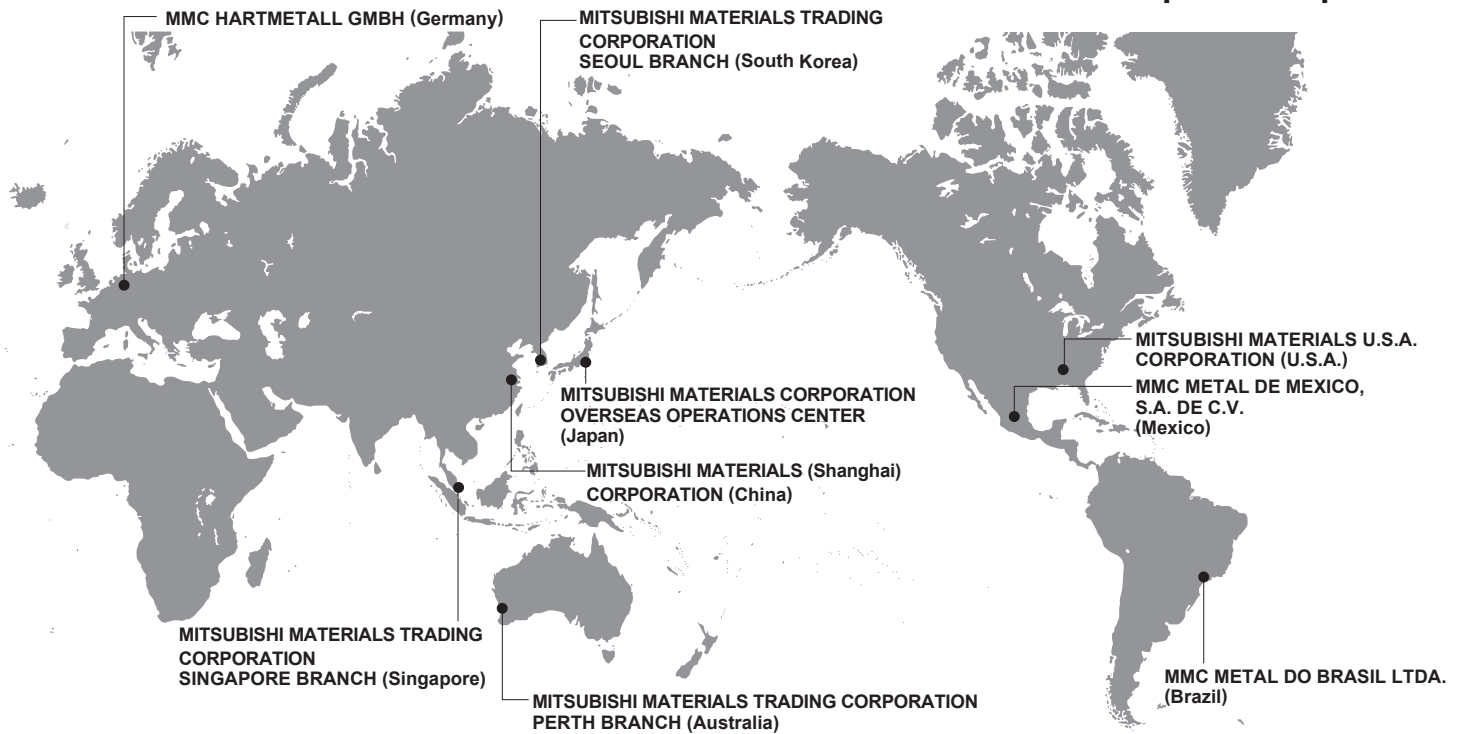 MMC HARTMETALL GMBH (Germany)
MITSUBISHI MATERIALS TRADING
CORPORATION
SEOUL BRANCH (South Korea)
MITSUBISHI MATERIALS U.S.A.
CORPORATION (U.S.A.)
MMC METAL DE MEXICO,
S.A. DE C.V.
(Mexico)
MITSUBISHI MATERIALS CORPORATION
OVERSEAS OPERATIONS CENTER
(Japan)
MITSUBISHI MATERIALS (Shanghai)
CORPORATION (China)
MITSUBISHI MATERIALS TRADING
CORPORATION
SINGAPORE BRANCH (Singapore)
MITSUBISHI MATERIALS TRADING CORPORATION
PERTH BRANCH (Australia)
MMC METAL DO BRASIL LTDA.
(Brazil)